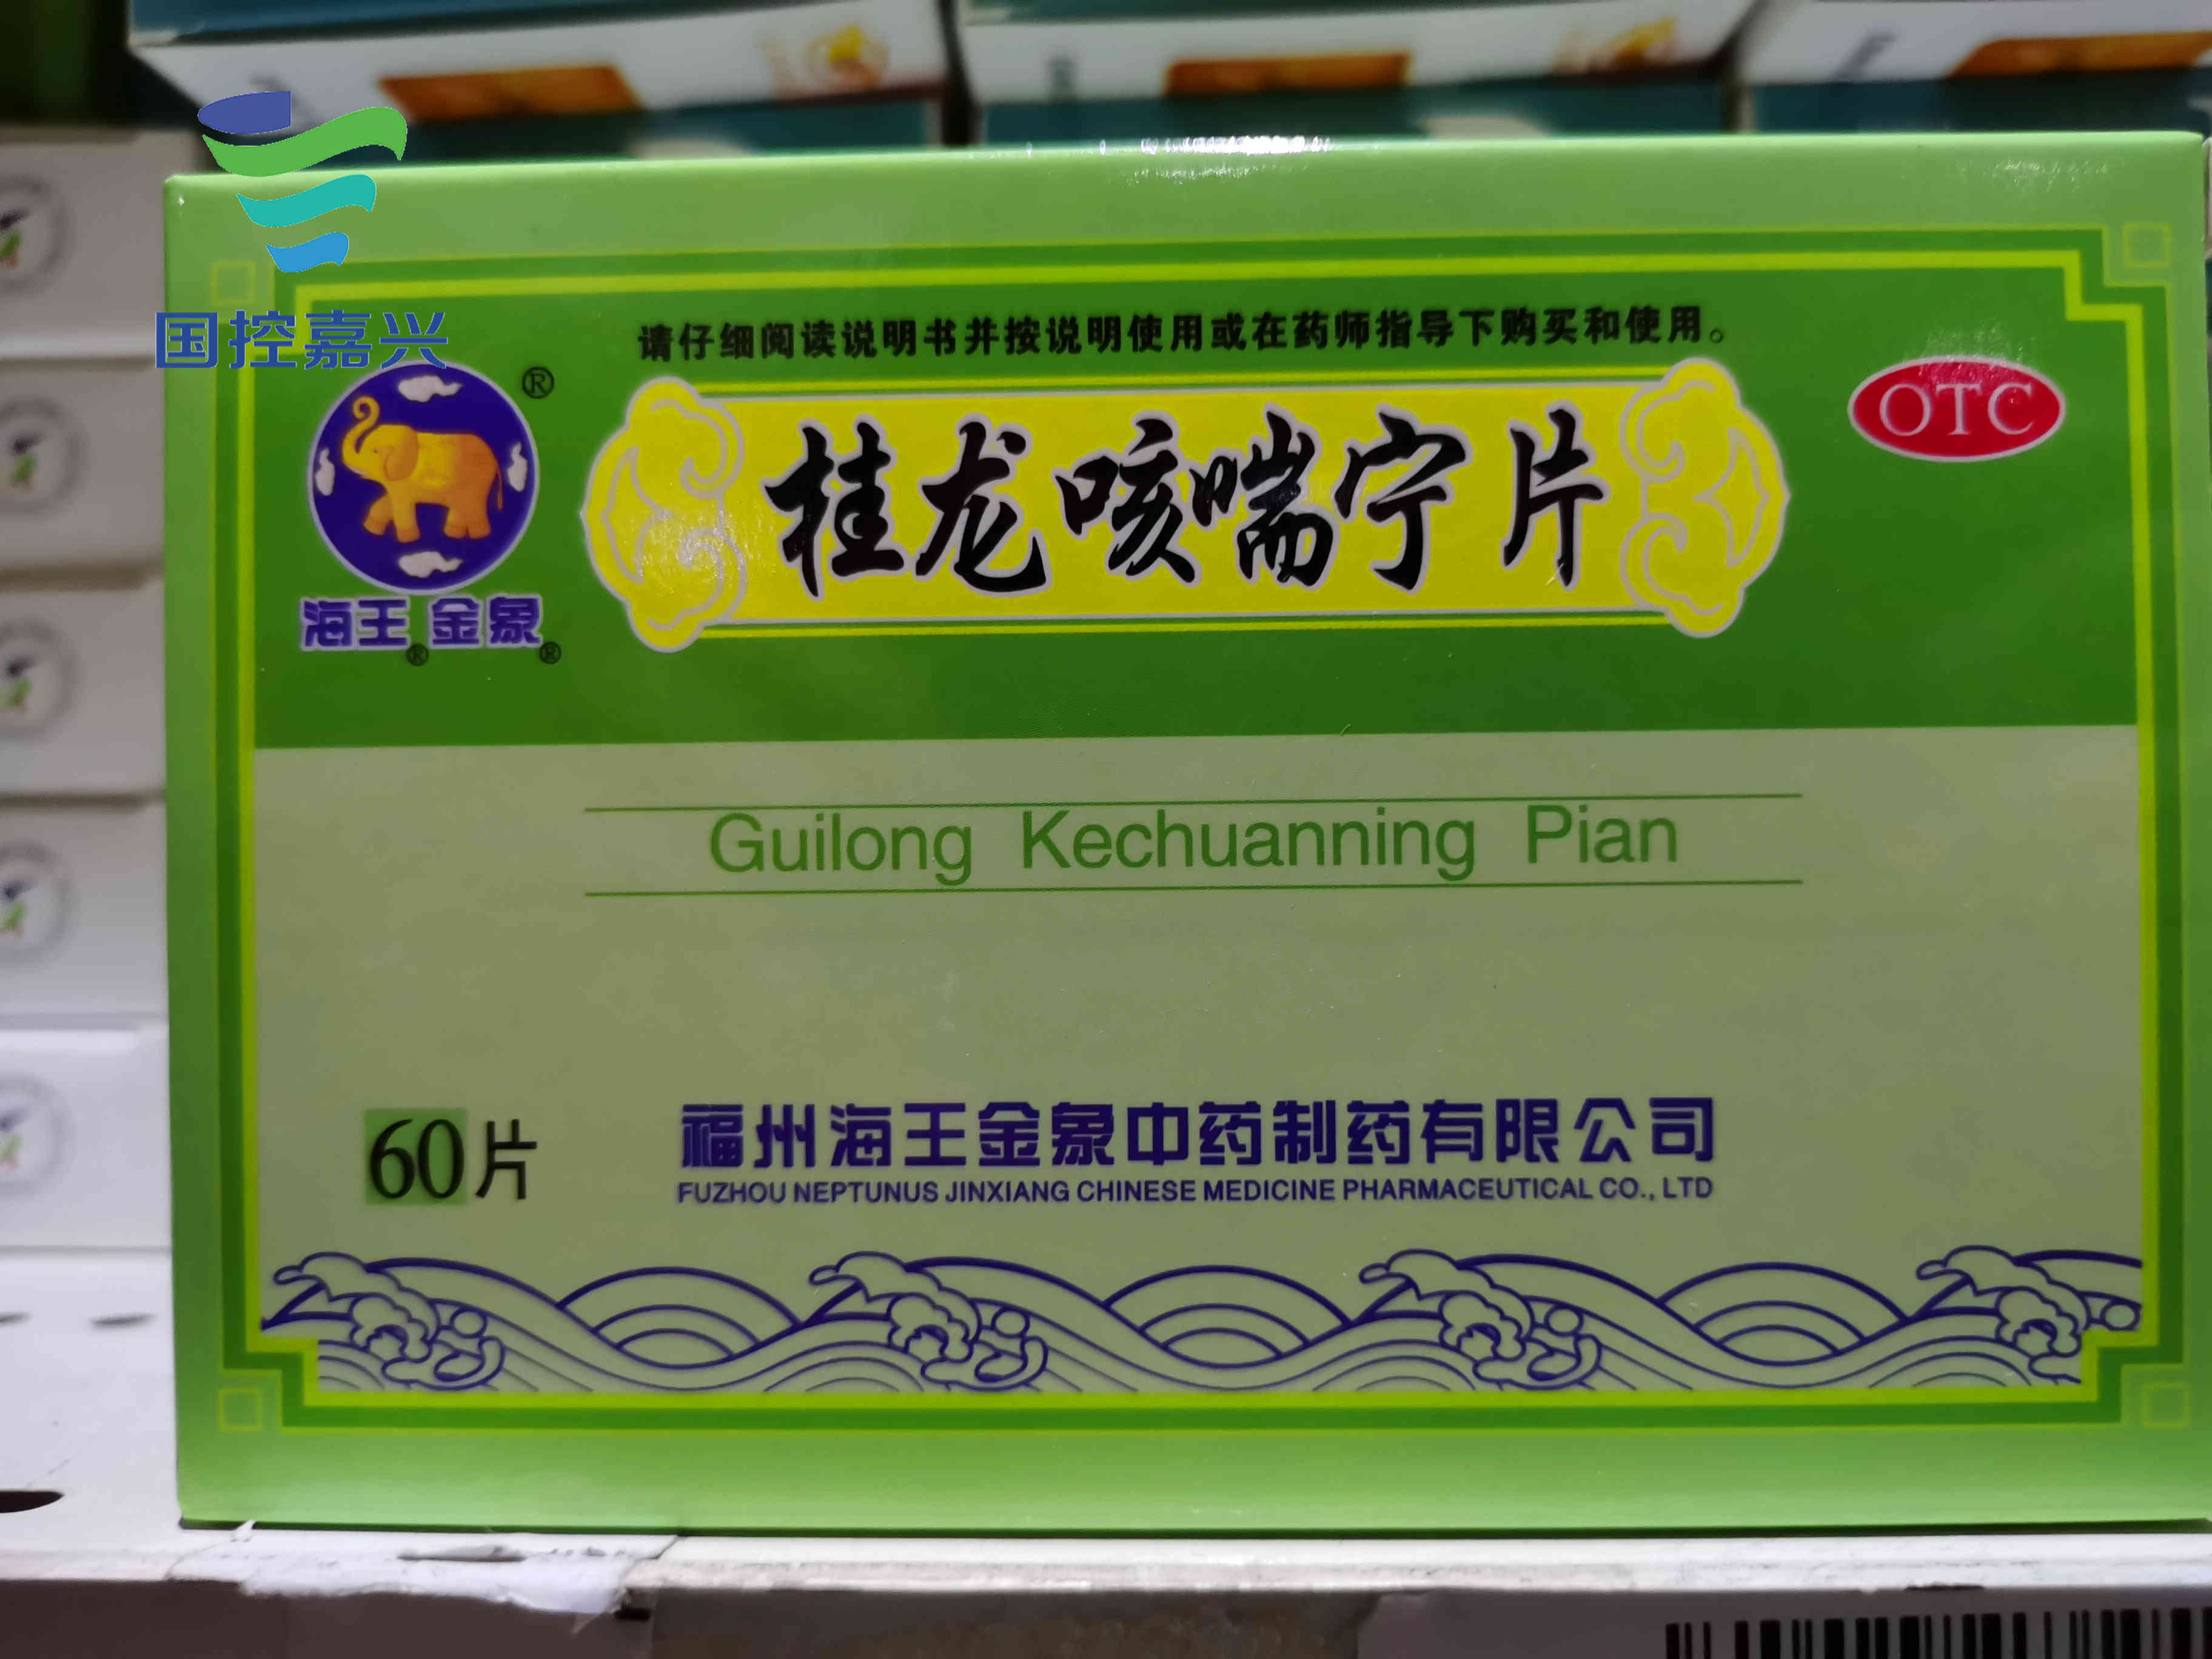 国控嘉兴
请仔细阅读说明书并按说明使用或在药师指导下购买和使用。
®
桂龙咳喘宁片
OTC
海王® 金象®
Guilong Kechuanning Pian
60片
福州海王金象中药制药有限公司
FUZHOU NEPTUNUS JINXIANG CHINESE MEDICINE PHARMACEUTICAL CO., LTD